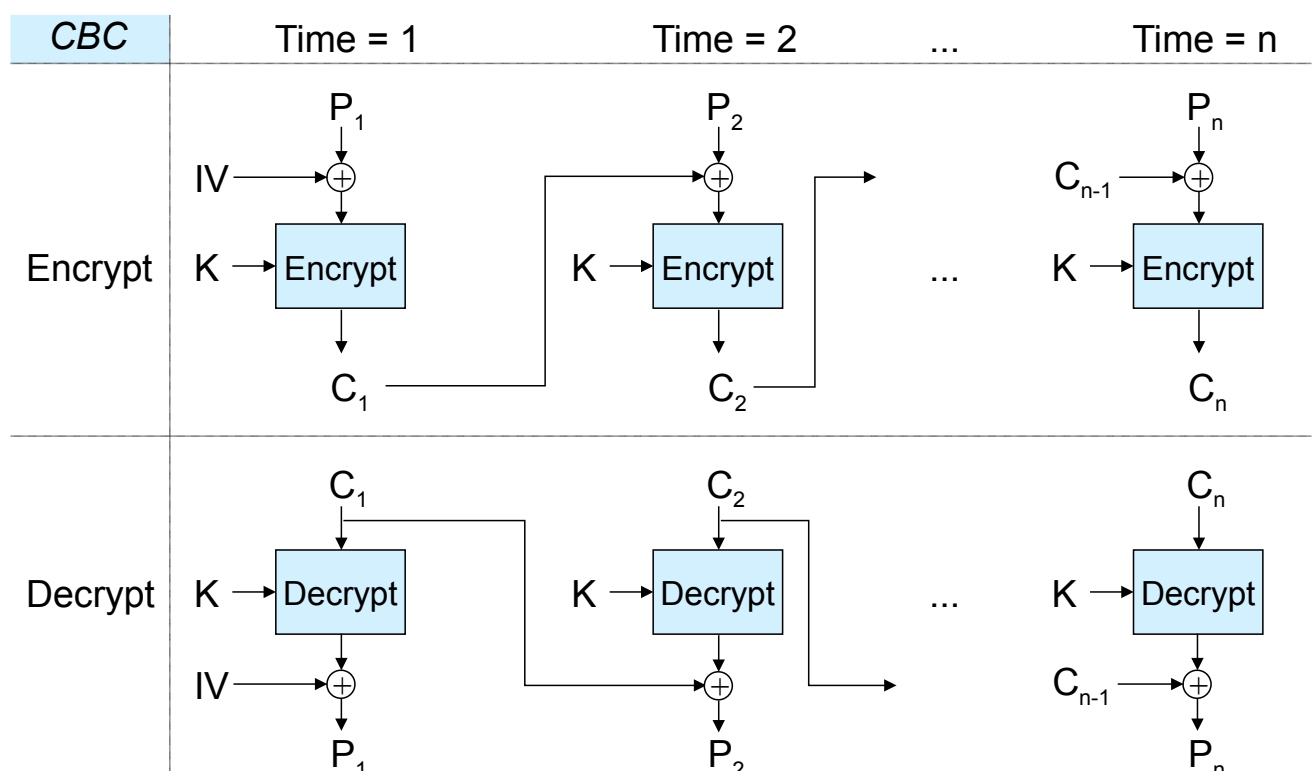 CBC Time = 1 Time = 2 ... Time = n
P1 P2 Pn
IV Cn-1
Encrypt K Encrypt K Encrypt ... K Encrypt
C1 C2 Cn
C1 C2 Cn
Decrypt K Decrypt K Decrypt ... K Decrypt
IV Cn-1
P1 P2 Pn